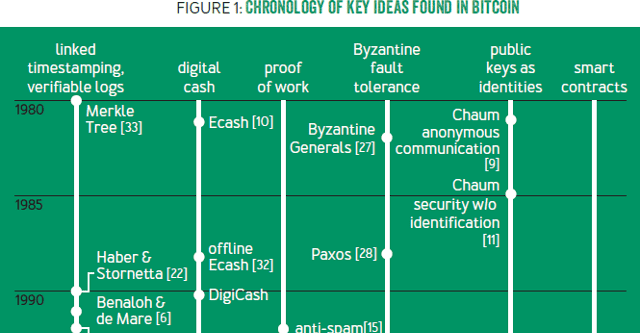 FIGURE 1: CHRONOLOGY OF KEY IDEAS FOUND IN BITCOIN
linked
timestamping,
verifiable logs
digital
cash
proof
of work
Byzantine
fault
tolerance
public
keys as
identities
smart
contracts
1980
Merkle
Tree [33]
Ecash [10]
Byzantine
Generals [27]
Chaum
anonymous
communication
[9]
Chaum
security w/o
identification
[11]
1985
Haber &
Stornetta [22]
offline
Ecash [32]
Paxos [28]
1990
DigiCash
Benaloh &
de Mare [6]
anti-spam[15]